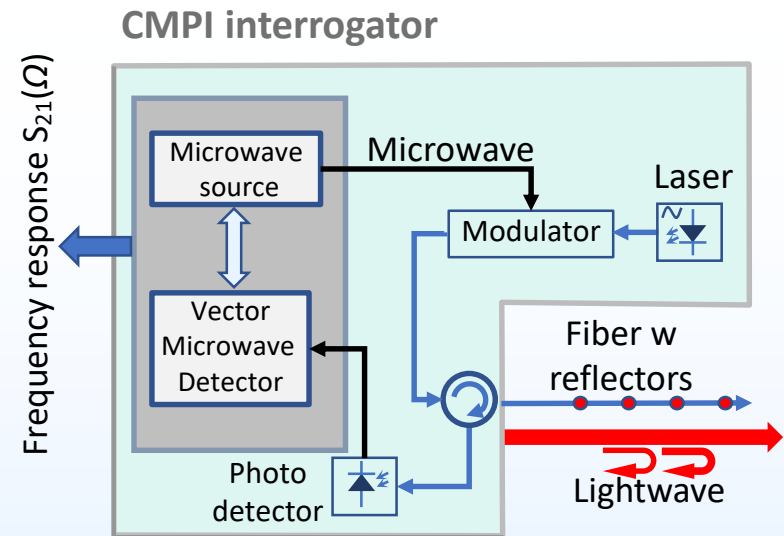 CMPI interrogator
Frequency response S₂₁(Ω)
Microwave
source
Microwave
Laser
Modulator
Vector
Microwave
Detector
Fiber w
reflectors
Photo
detector
Lightwave